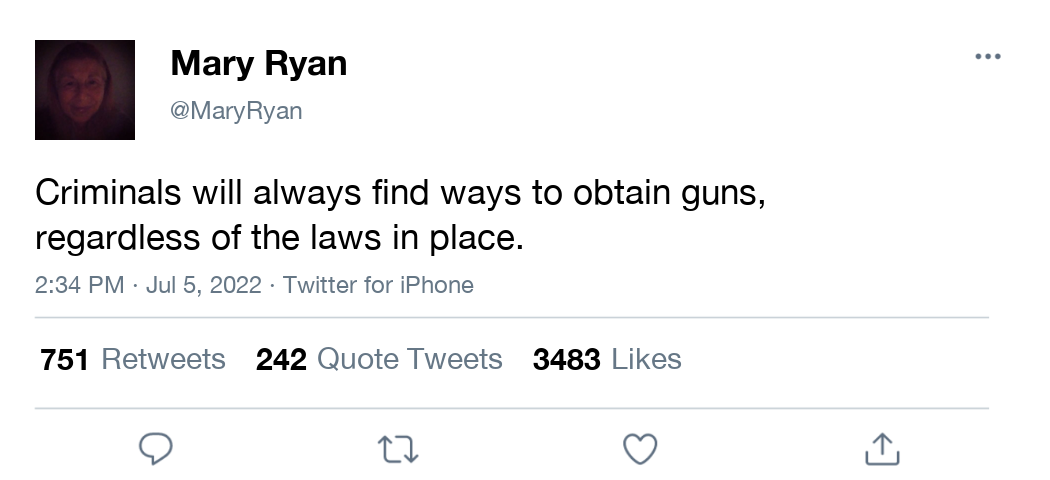 Mary Ryan
@MaryRyan
Criminals will always find ways to obtain guns,
regardless of the laws in place.
2:34 PM · Jul 5, 2022 · Twitter for iPhone
751 Retweets 242 Quote Tweets 3483 Likes